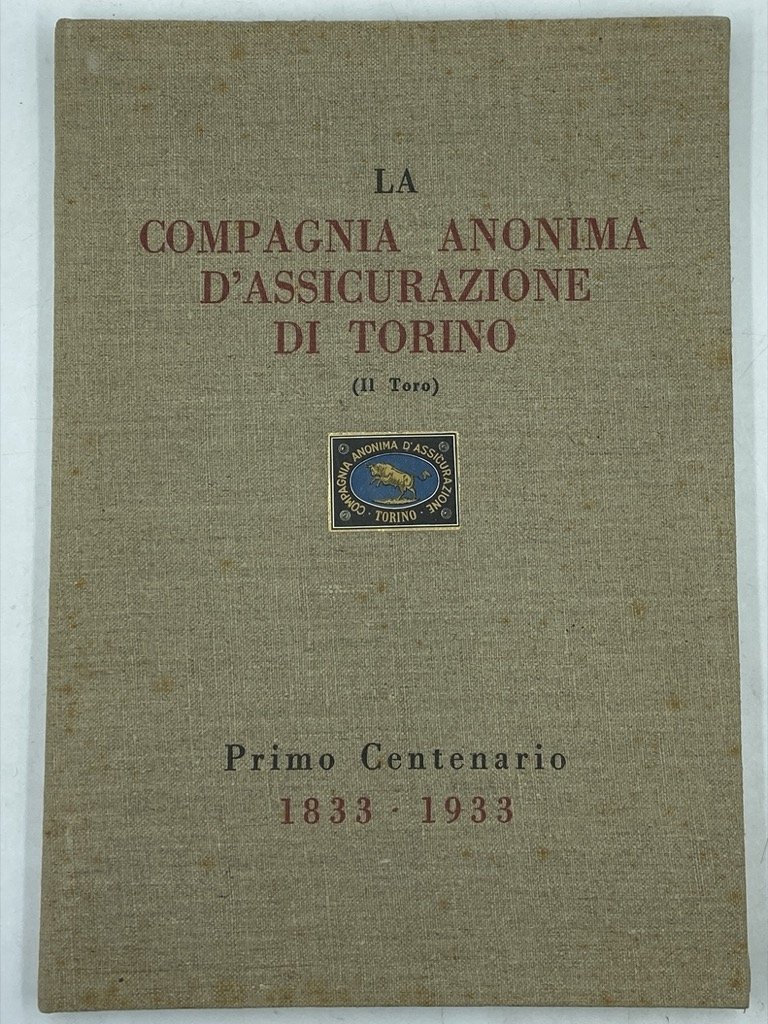 LA
COMPAGNIA ANONIMA
D'ASSICURAZIONE
DI TORINO
(Il Toro)
COMPAGNIA ANONIMA D'ASSICURAZIONE
· TORINO ·
Primo Centenario
1833 - 1933